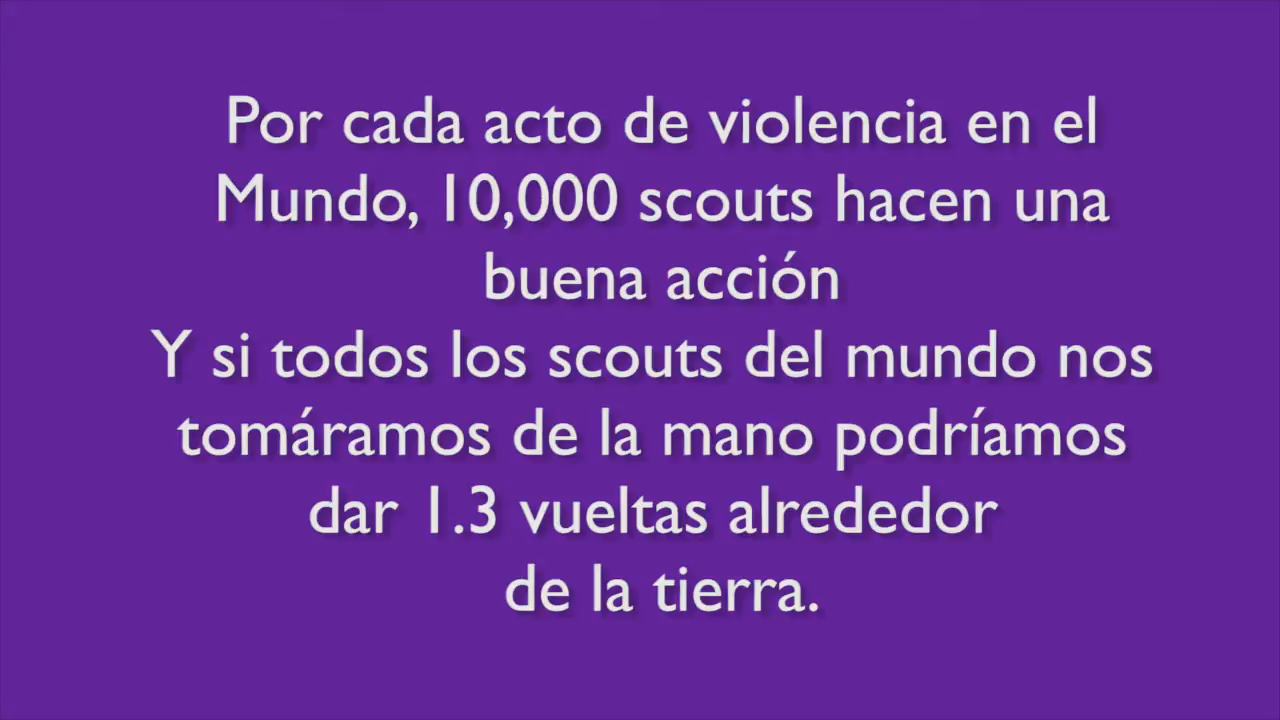 Por cada acto de violencia en el
Mundo, 10,000 scouts hacen una
buena acción
Y si todos los scouts del mundo nos
tomáramos de la mano podríamos
dar 1.3 vueltas alrededor
de la tierra.